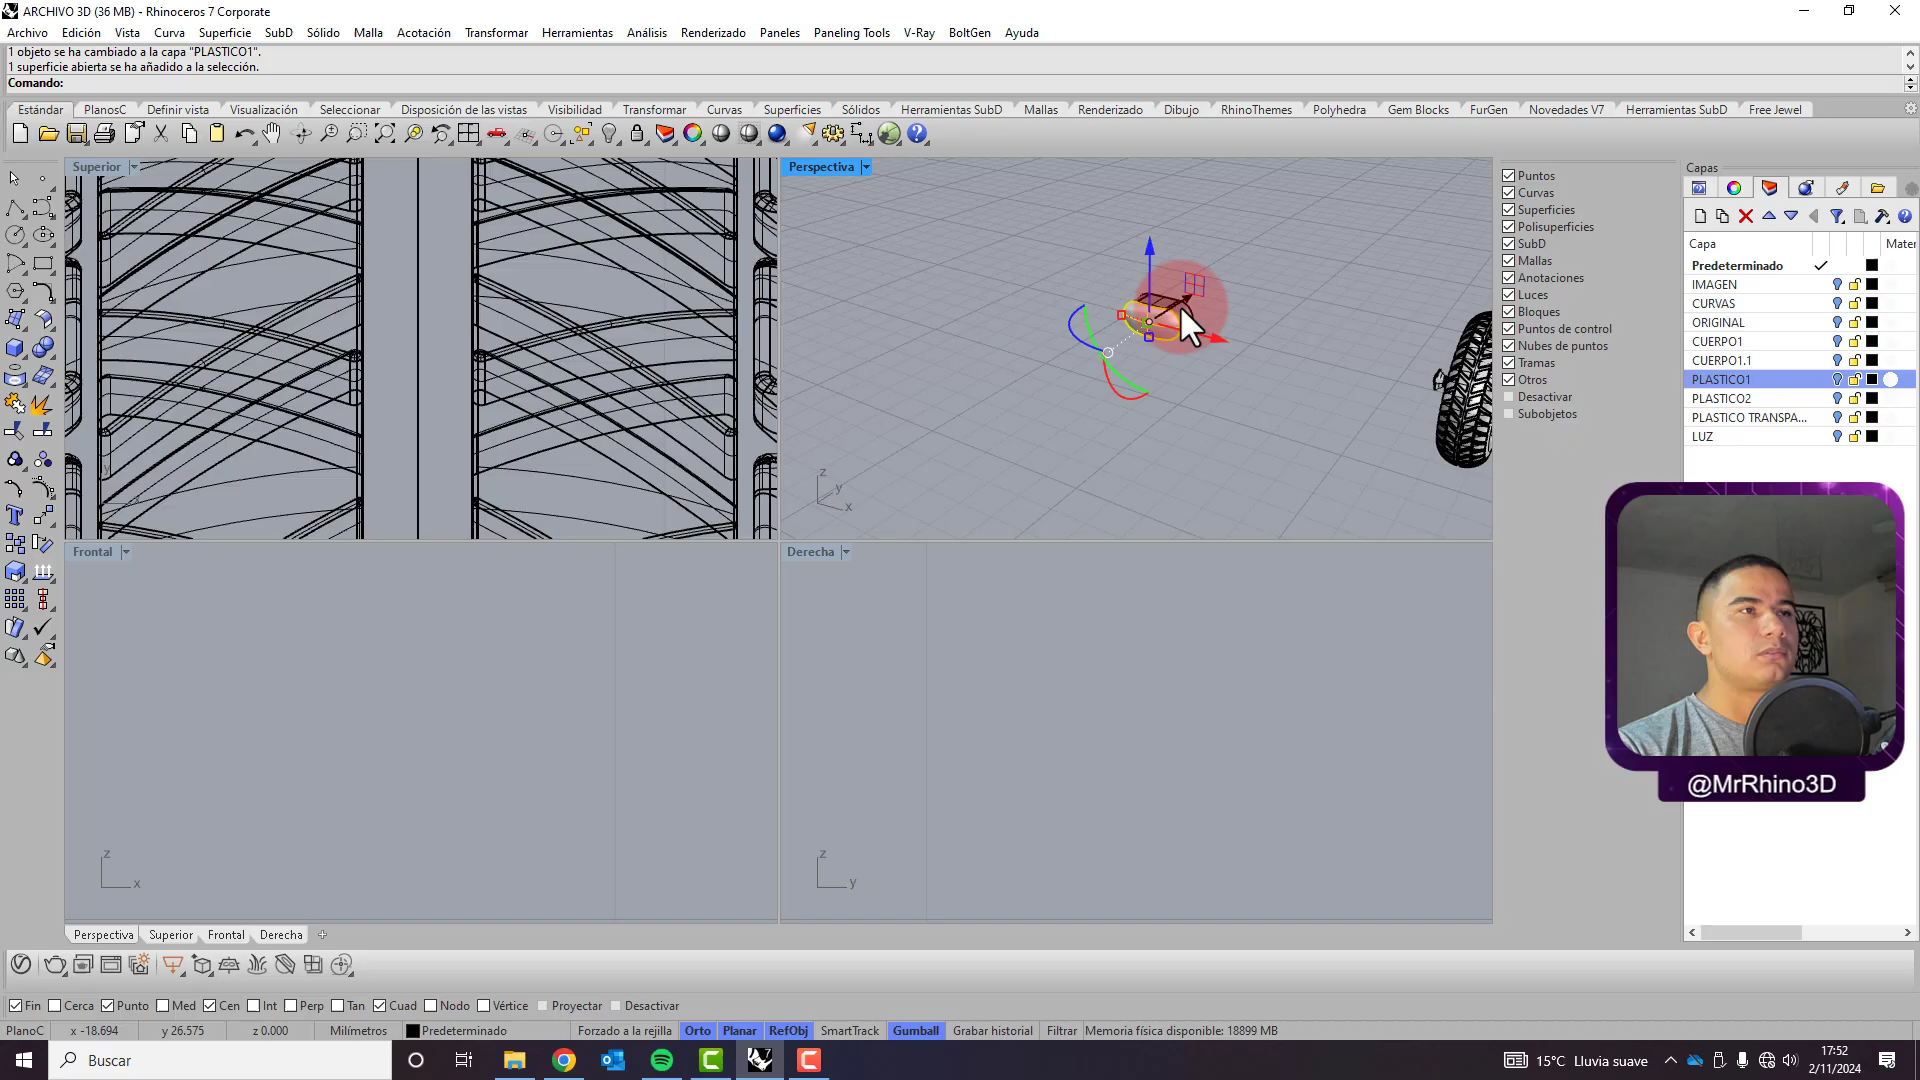 ARCHIVO 3D (36 MB) - Rhinoceros 7 Corporate
Archivo Edición Vista Curva Superficie SubD Sólido Malla Acotación Transformar Herramientas Análisis Renderizado Paneles Paneling Tools V-Ray BoltGen Ayuda
1 objeto se ha cambiado a la capa "PLASTICO1".
1 superficie abierta se ha añadido a la selección.
Comando:
Estándar PlanosC Definir vista Visualización Seleccionar Disposición de las vistas Visibilidad Transformar Curvas Superficies Sólidos Herramientas SubD Mallas Renderizado Dibujo RhinoThemes Polyhedra Gem Blocks FurGen Novedades V7 Herramientas SubD Free Jewel
Superior
Perspectiva
Puntos
Curvas
Superficies
Polisuperficies
SubD
Mallas
Anotaciones
Luces
Bloques
Puntos de control
Nubes de puntos
Tramas
Otros
Desactivar
Subobjetos
Capas
Capa Mater
Predeterminado
IMAGEN
CURVAS
ORIGINAL
CUERPO1
CUERPO1.1
PLASTICO1
PLASTICO2
PLASTICO TRANSPA...
LUZ
y
x
z
y
x
Frontal
Derecha
z
x
z
y
@MrRhino3D
Perspectiva Superior Frontal Derecha
Fin Cerca Punto Med Cen Int Perp Tan Cuad Nodo Vértice Proyectar Desactivar
PlanoC x -18.694 y 26.575 z 0.000 Milímetros Predeterminado Forzado a la rejilla Orto Planar RefObj SmartTrack Gumball Grabar historial Filtrar Memoria física disponible: 18899 MB
Buscar
15°C Lluvia suave
17:52
2/11/2024